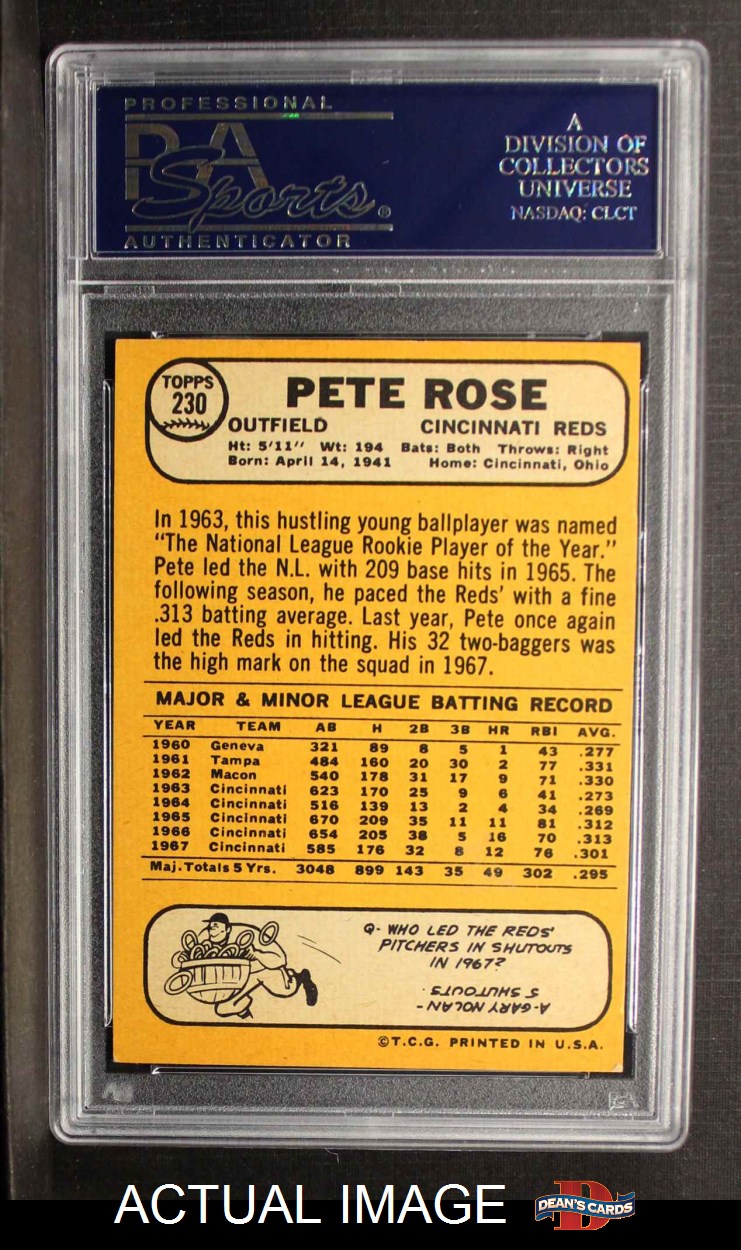 PROFESSIONAL
PSA
Sports®
AUTHENTICATOR
A
DIVISION OF
COLLECTORS
UNIVERSE
NASDAQ: CLCT
TOPPS
230
PETE ROSE
OUTFIELD CINCINNATI REDS
Ht: 5'11" Wt: 194 Bats: Both Throws: Right
Born: April 14, 1941 Home: Cincinnati, Ohio
In 1963, this hustling young ballplayer was named
"The National League Rookie Player of the Year."
Pete led the N.L. with 209 base hits in 1965. The
following season, he paced the Reds' with a fine
.313 batting average. Last year, Pete once again
led the Reds in hitting. His 32 two-baggers was
the high mark on the squad in 1967.
MAJOR & MINOR LEAGUE BATTING RECORD
YEAR TEAM AB H 2B 3B HR RBI AVG.
1960 Geneva 321 89 8 5 1 43 .277
1961 Tampa 484 160 20 30 2 77 .331
1962 Macon 540 178 31 17 9 71 .330
1963 Cincinnati 623 170 25 9 6 41 .273
1964 Cincinnati 516 139 13 2 4 34 .269
1965 Cincinnati 670 209 35 11 11 81 .312
1966 Cincinnati 654 205 38 5 16 70 .313
1967 Cincinnati 585 176 32 8 12 76 .301
Maj. Totals 5 Yrs. 3048 899 143 35 49 302 .295
Q- WHO LED THE REDS'
PITCHERS IN SHUTOUTS
IN 1967?
A-GARY NOLAN -
5 SHUTOUTS.
©T.C.G. PRINTED IN U.S.A.
ACTUAL IMAGE
D
DEAN'S CARDS